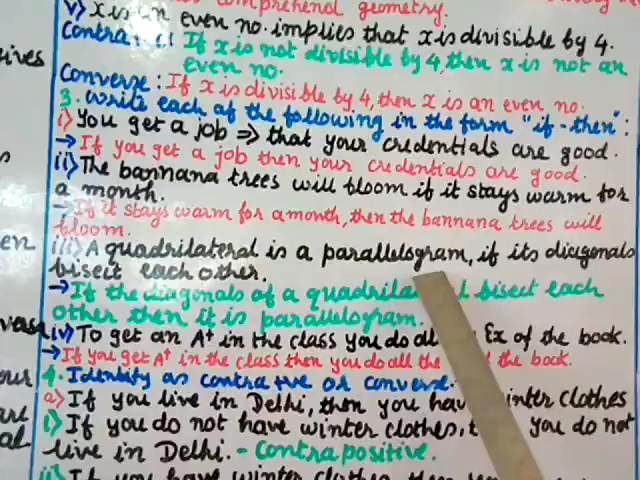 comprehend geometry.
v) x is an even no. implies that x is divisible by 4.
If x is not divisible by 4, then x is not an
even no.
Converse: If x is divisible by 4, then x is an even no.
3. Write each of the following in the form "if-then":
i) You get a job => that your credentials are good.
→ If you get a job then your credentials are good.
ii) The bannana trees will bloom if it stays warm for
a month.
→ If it stays warm for a month, then the bannana trees will
bloom.
iii) A quadrilateral is a parallelogram, if its diagonals
bisect each other.
→ If the diagonals of a bisect each
other then it is parallelogram.
iv) To get an A+ in the class you do all Ex of the book.
→ If you get A+ in the class then you do all the the book.
4. Identify as contra +ve or converse.
a) If you live in Delhi, then you clothes
i) If you do not have winter clothes, you do not
live in Delhi. - Contrapositive.
ii) If you have winter clothes